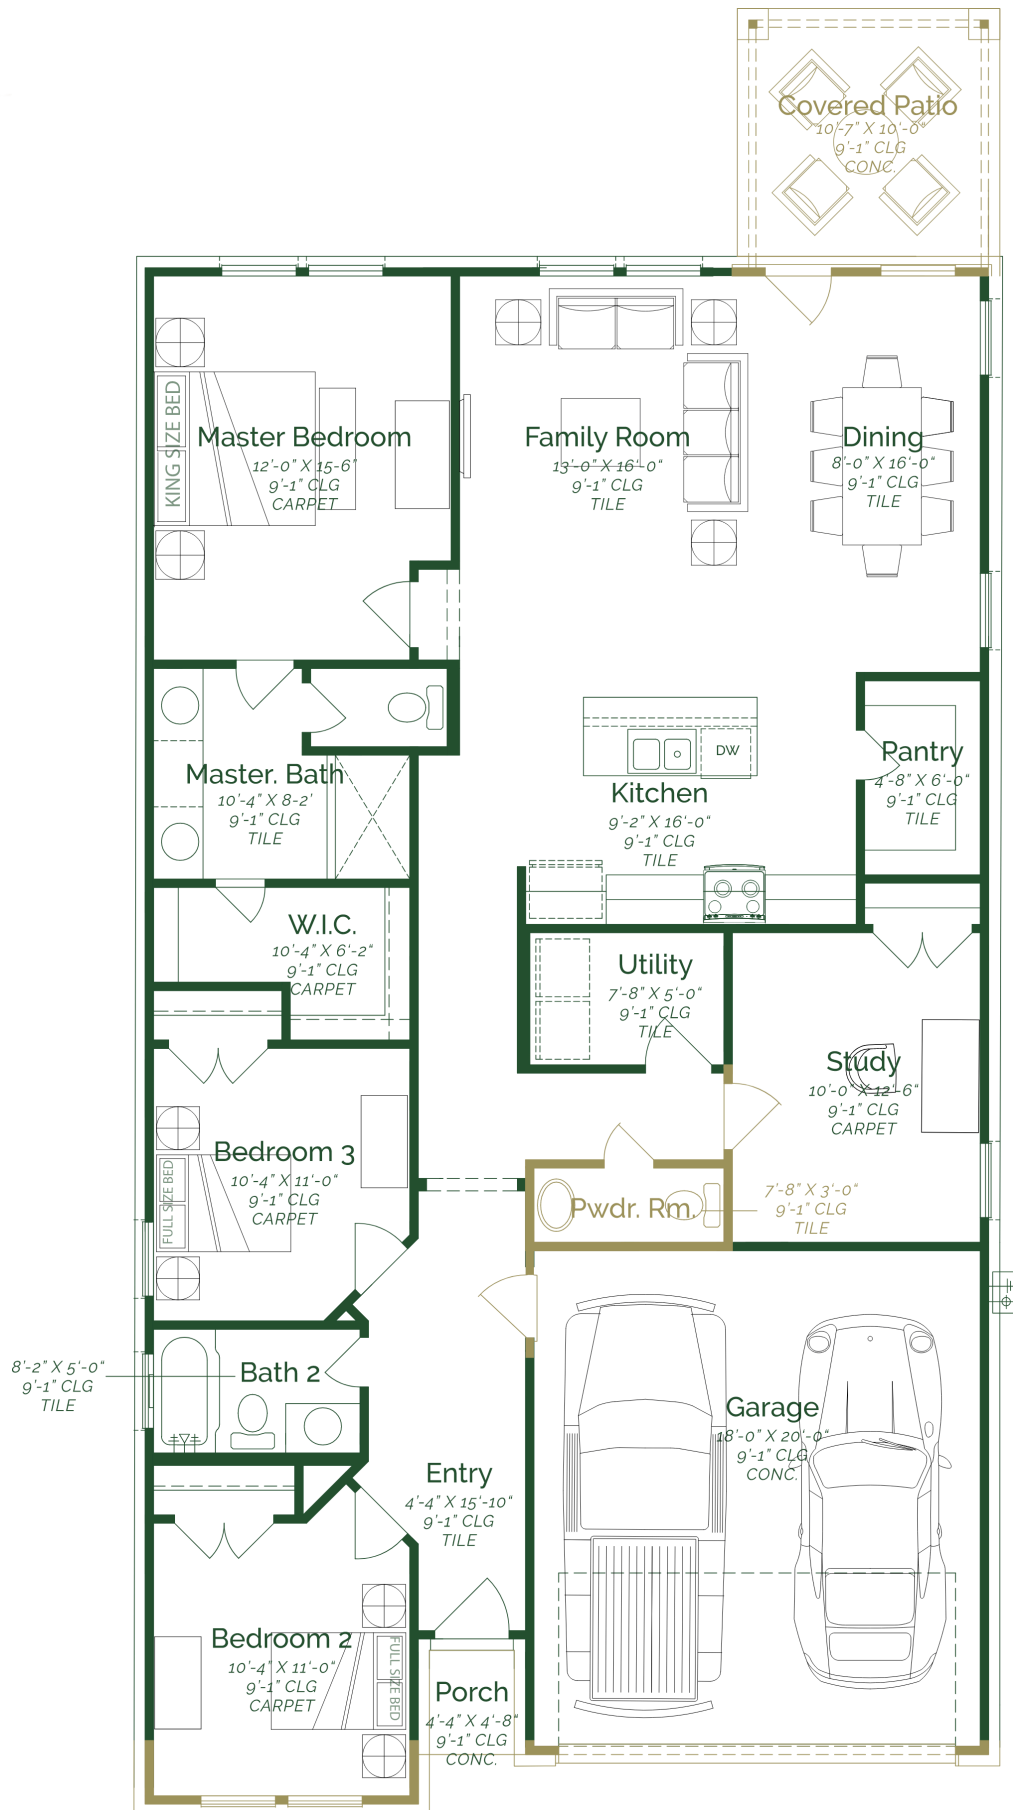 Covered Patio
10'-7" X 10'-0"
9'-1" CLG
CONC.
KING SIZE BED
Master Bedroom
12'-0" X 15-6"
9'-1" CLG
CARPET
Family Room
13'-0" X 16'-0"
9'-1" CLG
TILE
Dining
8'-0" X 16'-0"
9'-1" CLG
TILE
Master. Bath
10'-4" X 8-2'
9'-1" CLG
TILE
DW
Kitchen
9'-2" X 16'-0"
9'-1" CLG
TILE
Pantry
4'-8" X 6'-0"
9'-1" CLG
TILE
W.I.C.
10'-4" X 6'-2"
9'-1" CLG
CARPET
Utility
7'-8" X 5'-0"
9'-1" CLG
TILE
Study
10'-0" X 12'-6"
9'-1" CLG
CARPET
FULL SIZE BED
Bedroom 3
10'-4" X 11'-0"
9'-1" CLG
CARPET
Pwdr. Rm.
7'-8" X 3'-0"
9'-1" CLG
TILE
8'-2" X 5'-0"
9'-1" CLG
TILE
Bath 2
Garage
18'-0" X 20'-0"
9'-1" CLG
CONC.
Entry
4'-4" X 15'-10"
9'-1" CLG
TILE
Bedroom 2
10'-4" X 11'-0"
9'-1" CLG
CARPET
FULL SIZE BED
Porch
4'-4" X 4'-8"
9'-1" CLG
CONC.